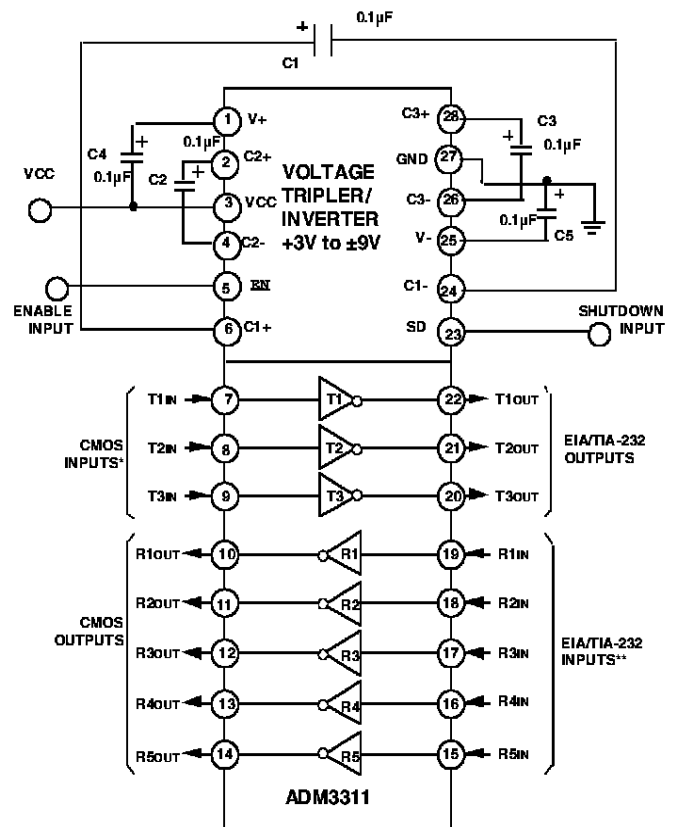 0.1µF
+
C1
1
V+
C3+
28
C3
+
0.1µF
C4
+
0.1µF
0.1µF
2
C2+
+
C2
GND
27
VCC
VOLTAGE
TRIPLER/
INVERTER
+3V to ±9V
3
VCC
C3-
26
+
0.1µF
C5
4
C2-
V-
25
5
EN
C1-
24
ENABLE
INPUT
6
C1+
SD
23
SHUTDOWN
INPUT
T1IN
7
T1
22
T1OUT
CMOS
INPUTS*
T2IN
8
T2
21
T2OUT
EIA/TIA-232
OUTPUTS
T3IN
9
T3
20
T3OUT
R1OUT
10
R1
19
R1IN
R2OUT
11
R2
18
R2IN
CMOS
OUTPUTS
R3OUT
12
R3
17
R3IN
EIA/TIA-232
INPUTS**
R4OUT
13
R4
16
R4IN
R5OUT
14
R5
15
R5IN
ADM3311